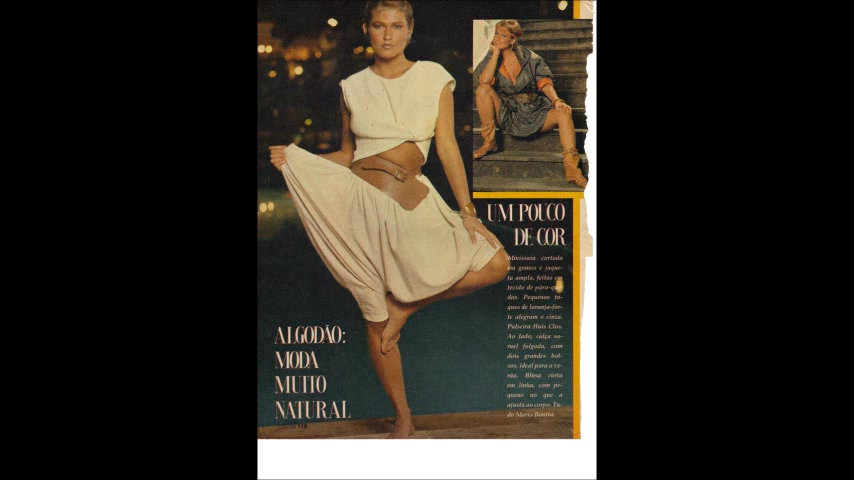 UM POUCO
DE COR
Minissaia cortada
em gomos e jaque-
ta ampla, feitas em
tecido de pára-que-
das. Pequenos to-
ques de laranja-for-
te alegram o cinza.
Pulseira Huis Clos.
Ao lado, calça sa-
ruel folgada, com
dois grandes bol-
sos, ideal para o ve-
rão. Blusa curta
em linha, com pe-
queno nó que a
ajusta ao corpo. Tu-
do Maria Bonita.
ALGODÃO:
MODA
MUITO
NATURAL
110